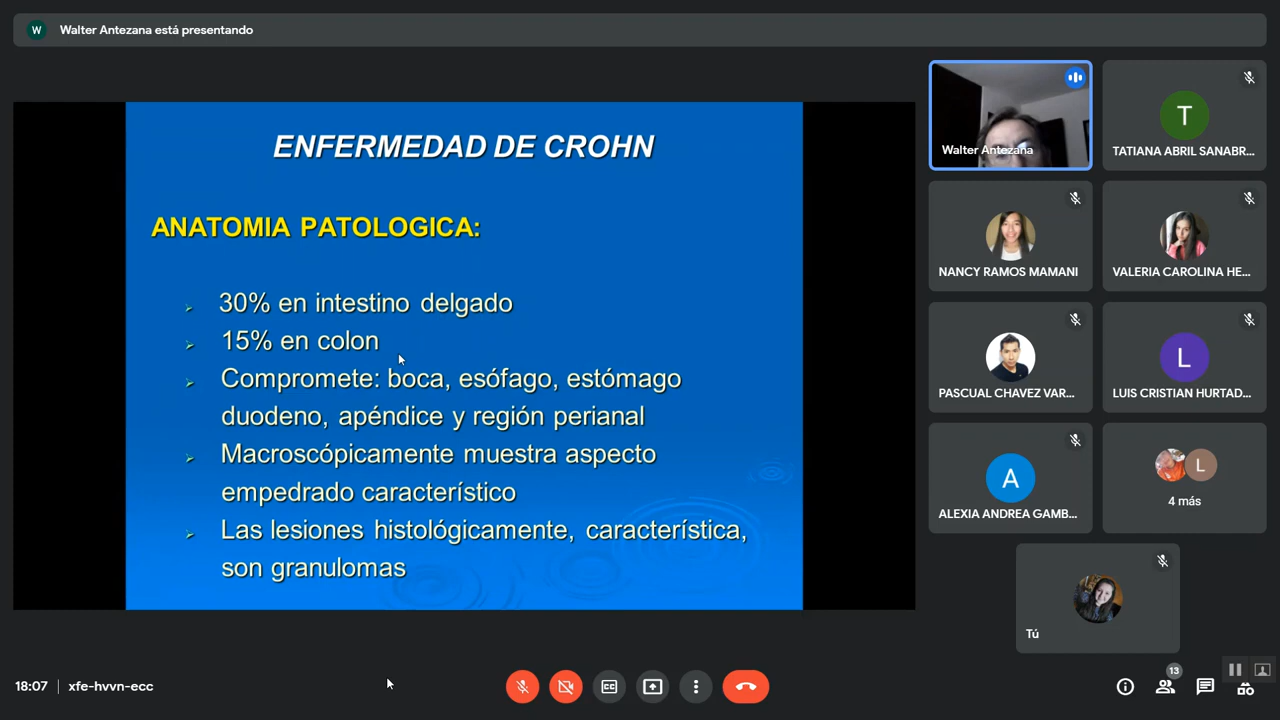 W Walter Antezana está presentando
ENFERMEDAD DE CROHN
ANATOMIA PATOLOGICA:
30% en intestino delgado
15% en colon
Compromete: boca, esófago, estómago
duodeno, apéndice y región perianal
Macroscópicamente muestra aspecto
empedrado característico
Las lesiones histológicamente, característica,
son granulomas
Walter Antezana
T
TATIANA ABRIL SANABR...
NANCY RAMOS MAMANI
VALERIA CAROLINA HE...
PASCUAL CHAVEZ VAR...
L
LUIS CRISTIAN HURTAD...
A
ALEXIA ANDREA GAMB...
L
4 más
Tú
18:07 | xfe-hvvn-ecc
CC
13